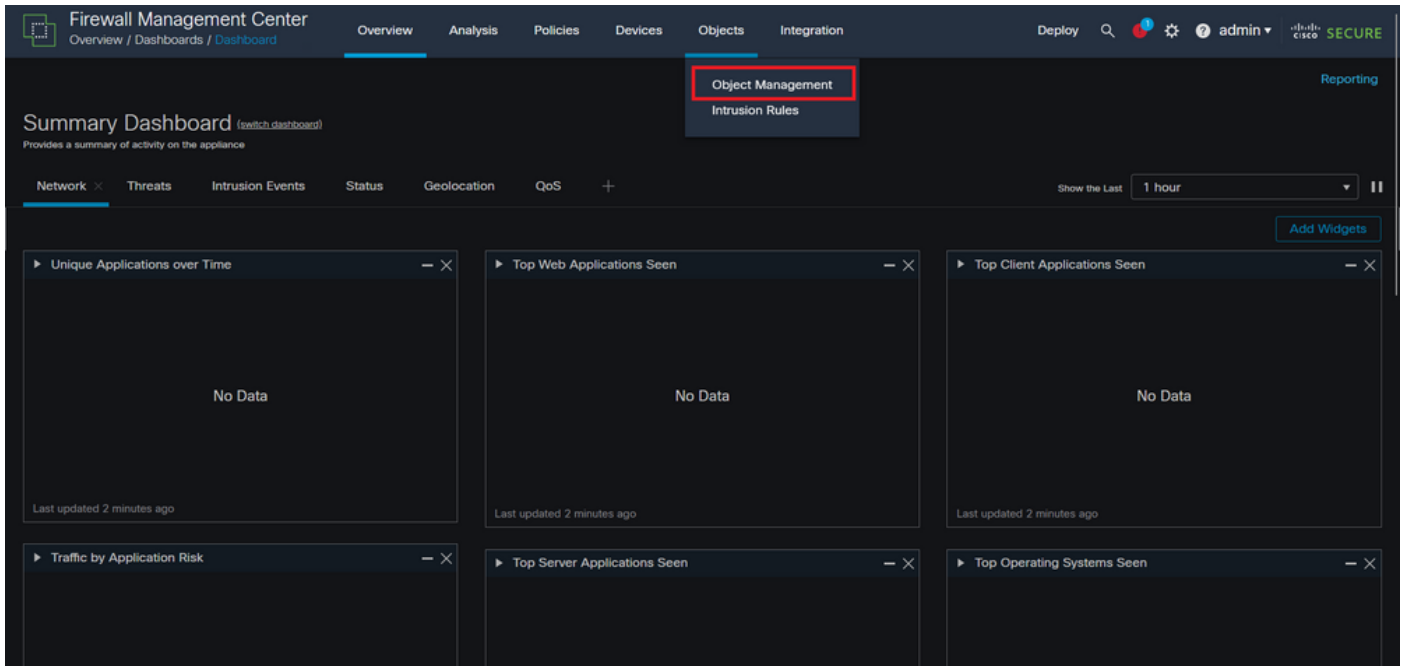 Firewall Management Center
Overview / Dashboards / Dashboard
Overview Analysis Policies Devices Objects Integration Deploy 1 admin cisco SECURE
Object Management
Intrusion Rules
Reporting
Summary Dashboard (switch dashboard)
Provides a summary of activity on the appliance
Network Threats Intrusion Events Status Geolocation QoS Show the Last 1 hour
Add Widgets
Unique Applications over Time Top Web Applications Seen Top Client Applications Seen
No Data No Data No Data
Last updated 2 minutes ago Last updated 2 minutes ago Last updated 2 minutes ago
Traffic by Application Risk Top Server Applications Seen Top Operating Systems Seen